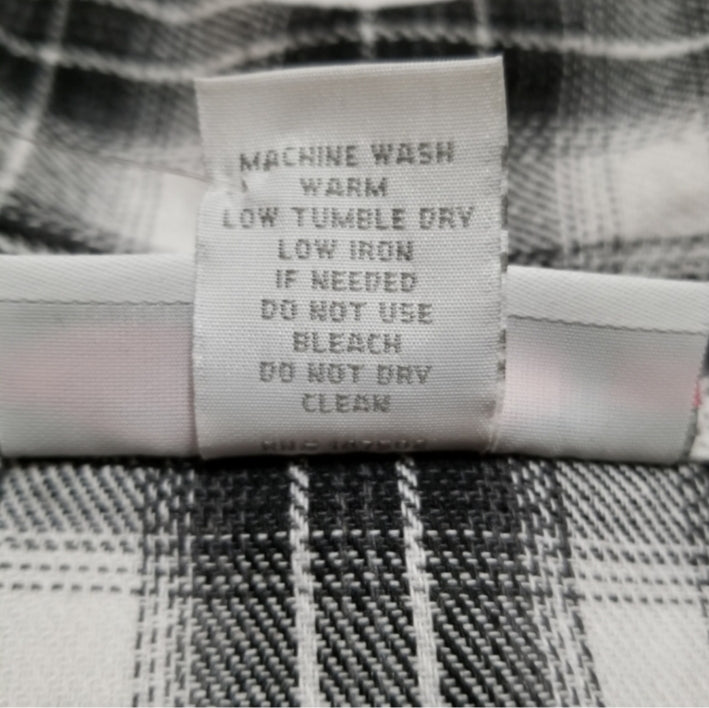 MACHINE WASH
WARM
LOW TUMBLE DRY
LOW IRON
IF NEEDED
DO NOT USE
BLEACH
DO NOT DRY
CLEAN